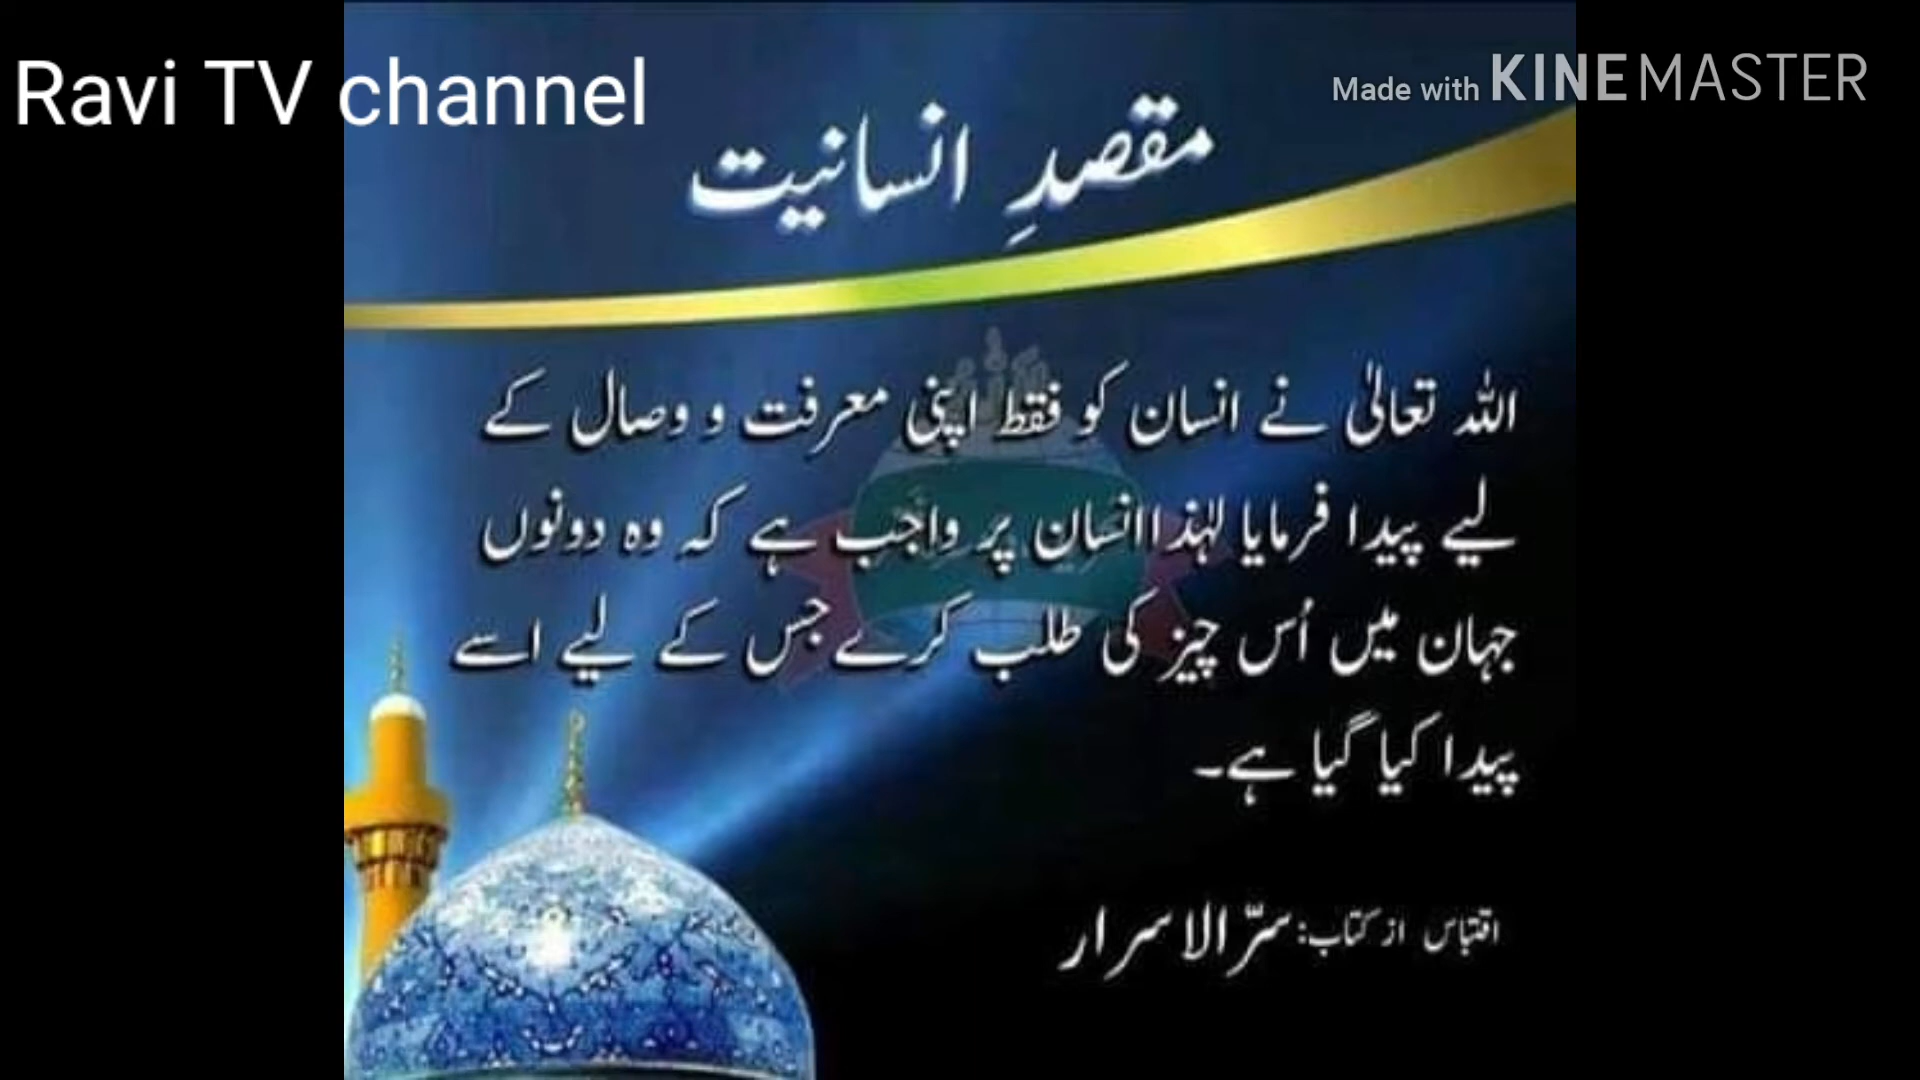 Ravi TV channel
Made with KINEMASTER
مقصدِ انسانیت
اللہ تعالیٰ نے انسان کو فقط اپنی معرفت و وصال کے
لیے پیدا فرمایا لہٰذا انسان پر واجب ہے کہ وہ دونوں
جہان میں اُس چیز کی طلب کرے جس کے لیے اسے
پیدا کیا گیا ہے۔
اقتباس از کتاب: سرّ الاسرار